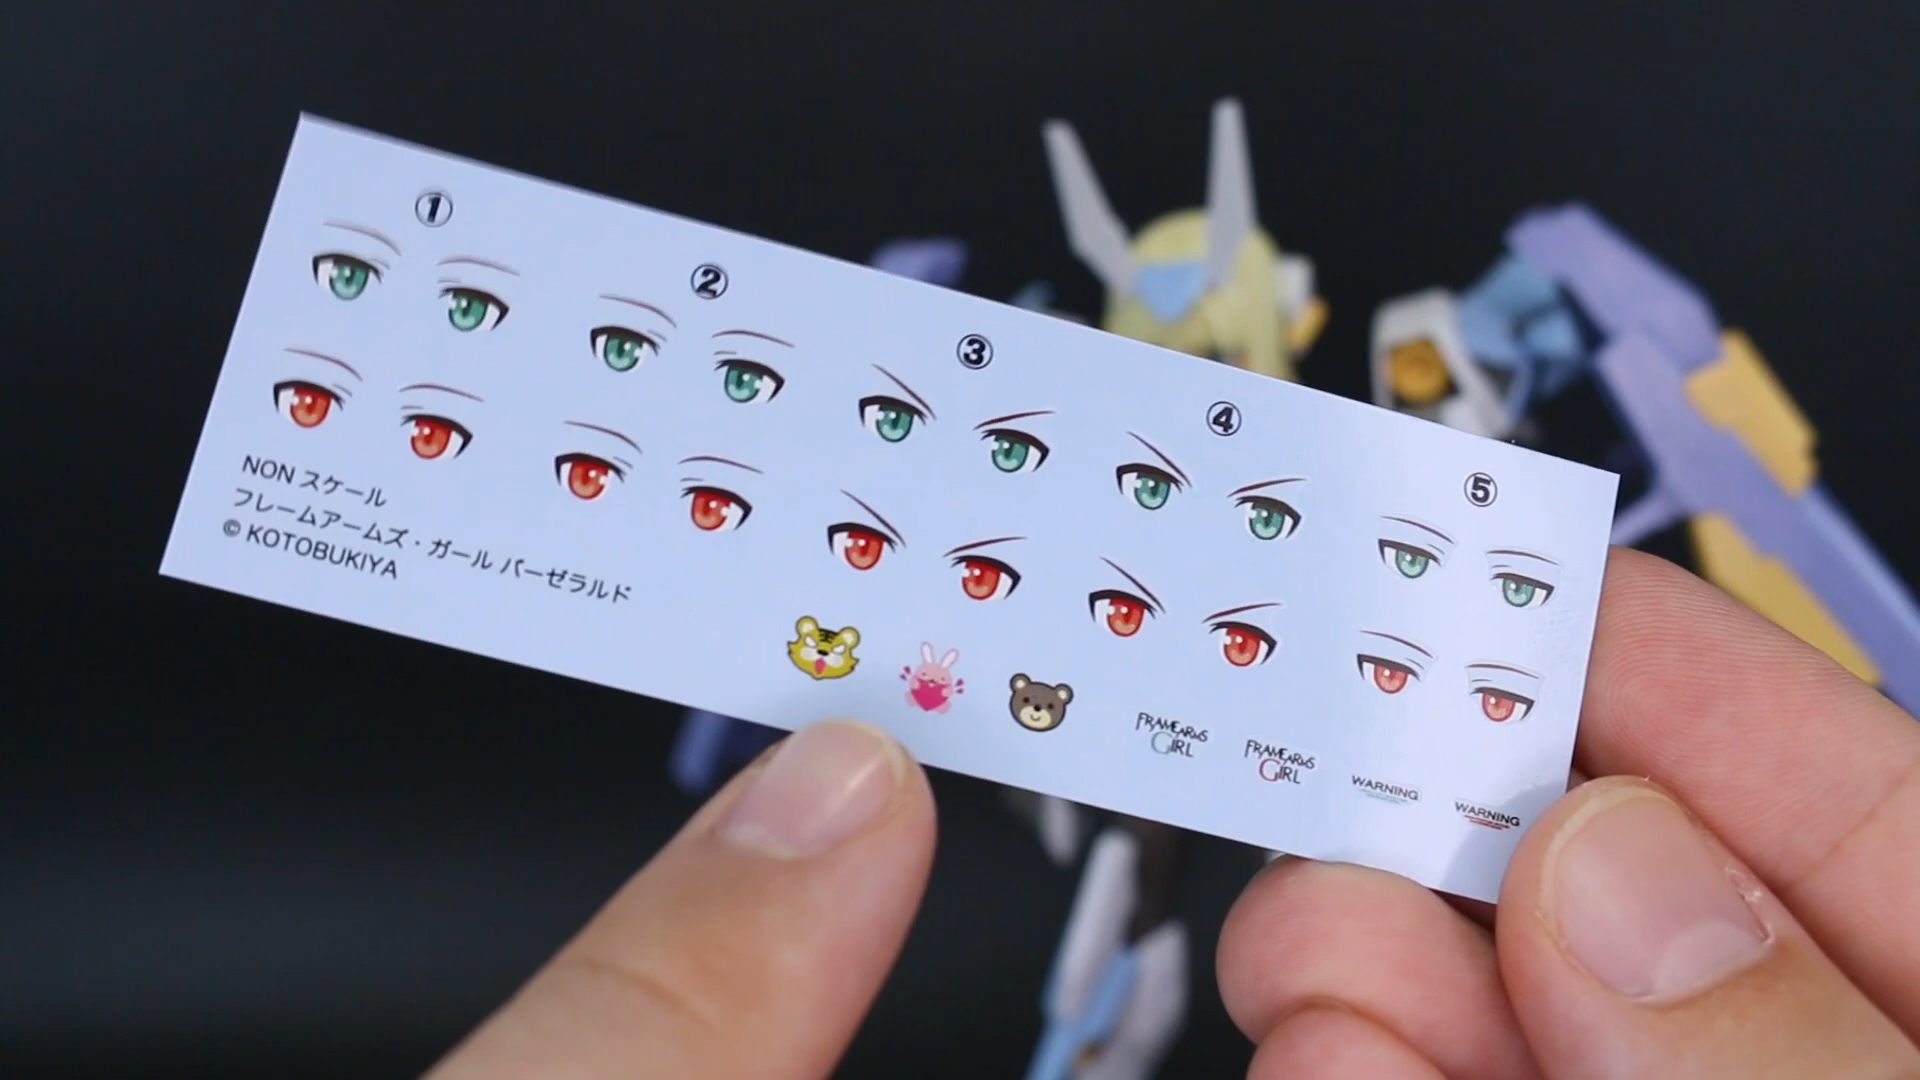 ①
②
③
④
⑤
NON スケール
フレームアームズ・ガール バーゼラルド
© KOTOBUKIYA
FRAME ARMS
GIRL
FRAME ARMS
GIRL
WARNING
WARNING